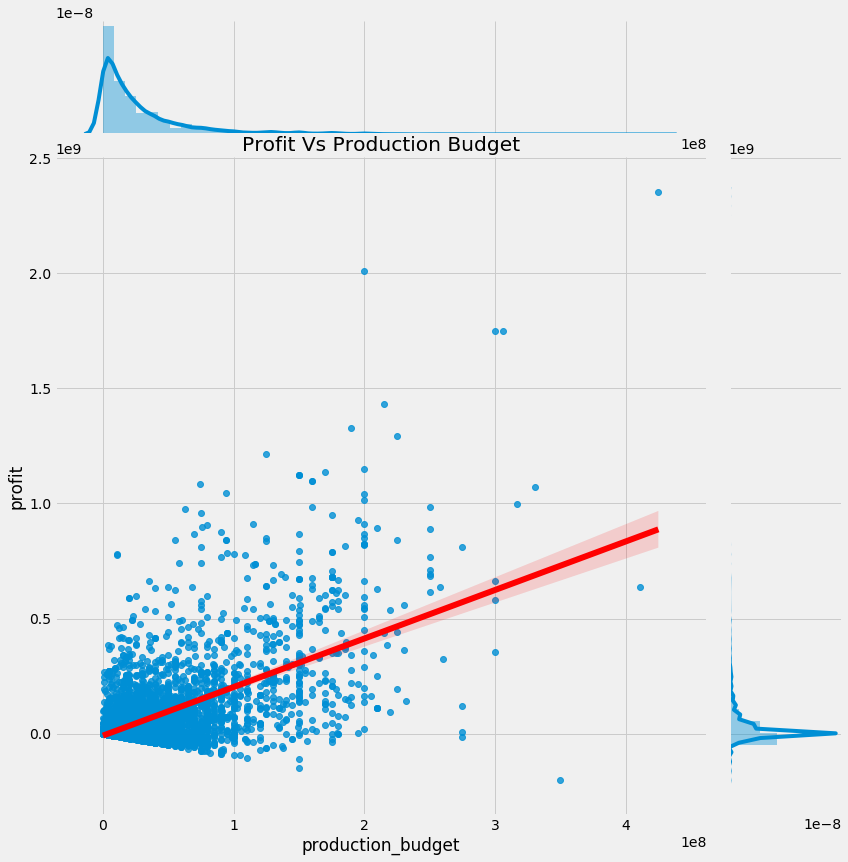 1e−8
Profit Vs Production Budget
1e8
1e9
1e9
2.5
2.0
1.5
1.0
0.5
0.0
profit
0
1
2
3
4
1e−8
production_budget
1e8